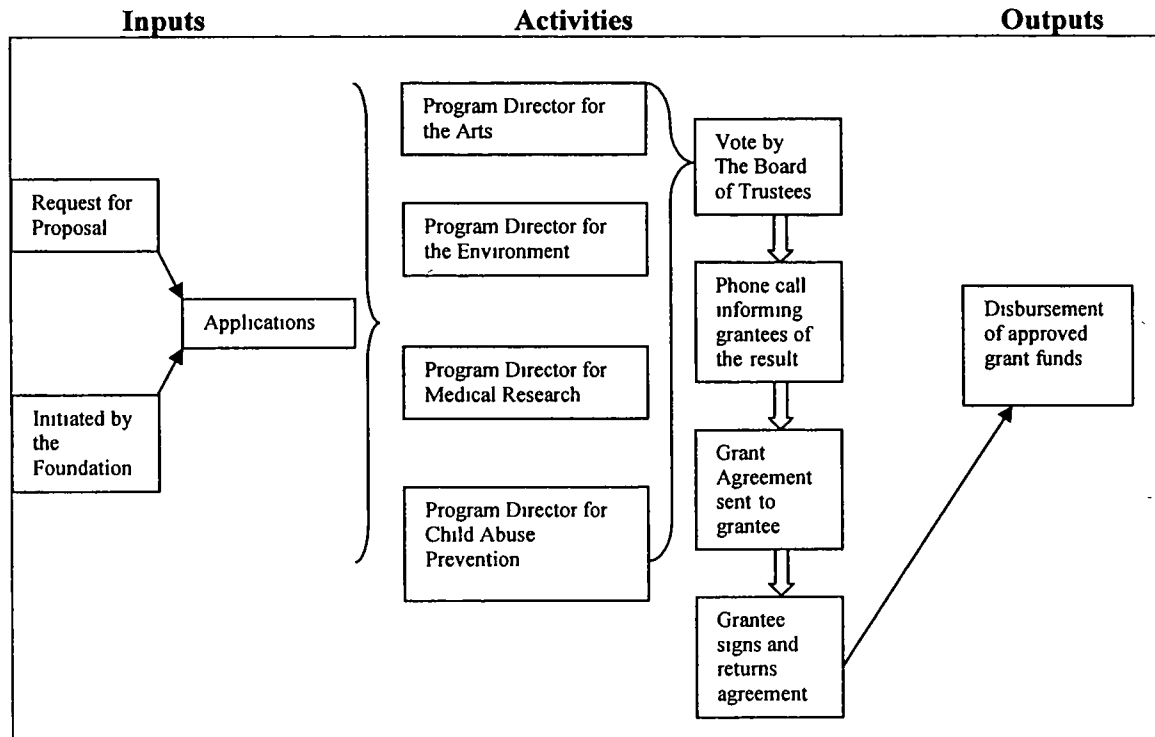 Inputs
Activities
Outputs
Request for
Proposal
Initiated by
the
Foundation
Applications
Program Director for
the Arts
Program Director for
the Environment
Program Director for
Medical Research
Program Director for
Child Abuse
Prevention
Vote by
The Board
of Trustees
Phone call
informing
grantees of
the result
Grant
Agreement
sent to
grantee
Grantee
signs and
returns
agreement
Disbursement
of approved
grant funds